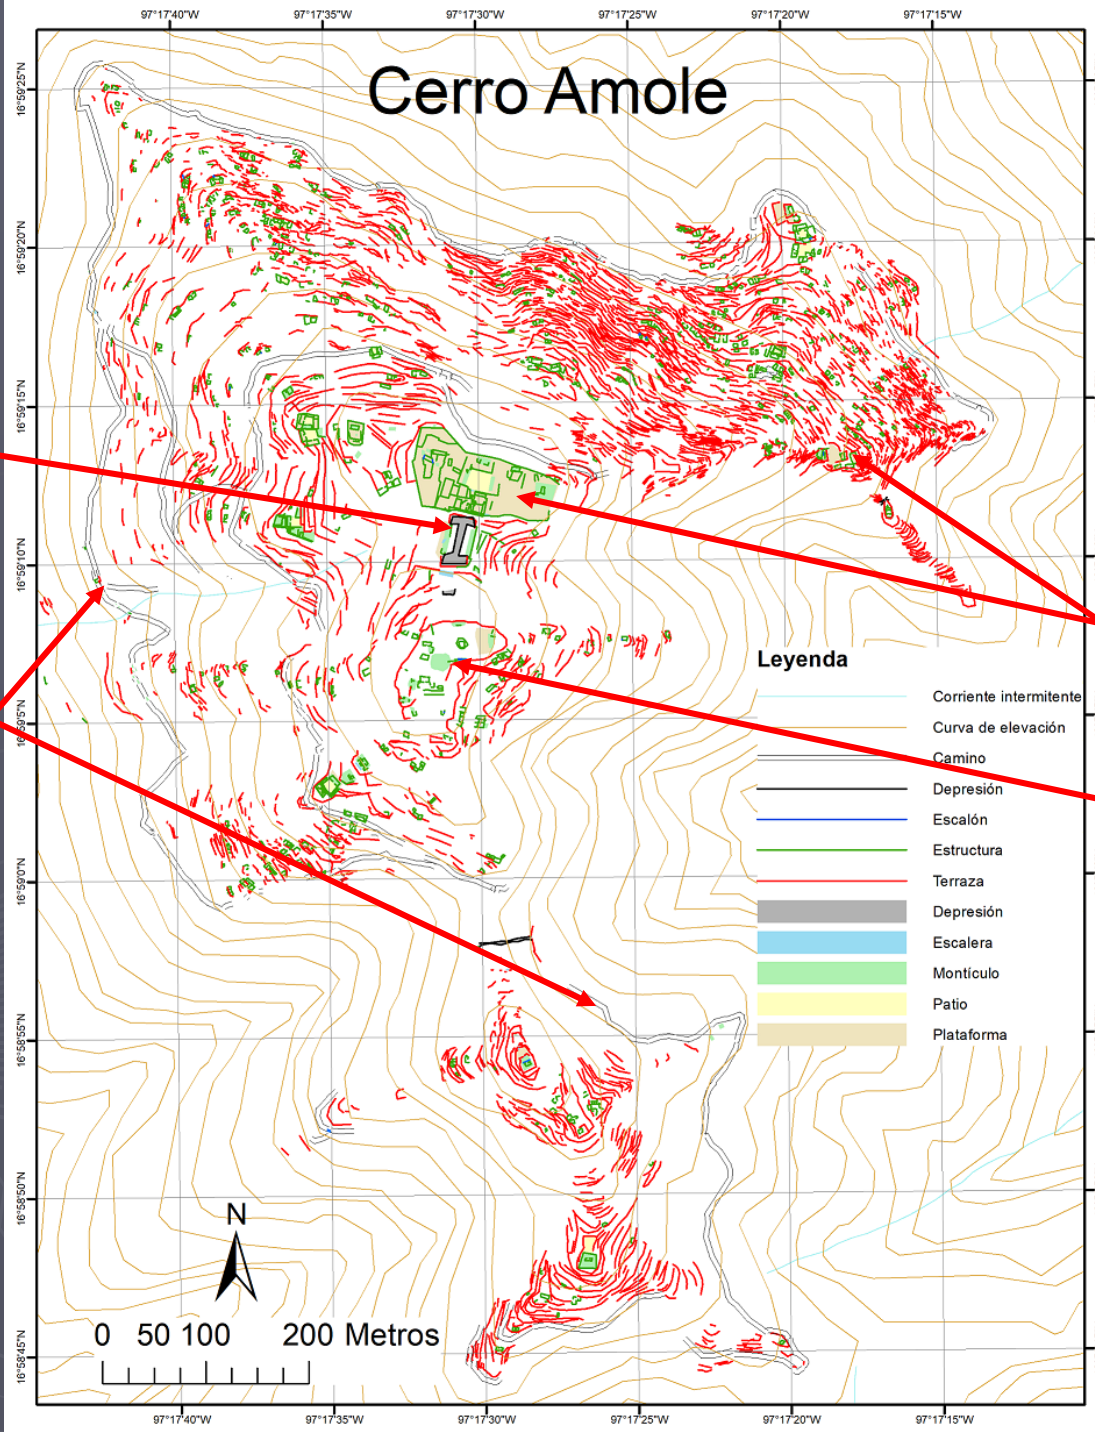 97°17'40"W 97°17'35"W 97°17'30"W 97°17'25"W 97°17'20"W 97°17'15"W
Cerro Amole
16°59'25"N
16°59'20"N
16°59'15"N
16°59'10"N
16°59'5"N
16°59'0"N
16°58'55"N
16°58'50"N
16°58'45"N
Leyenda
Corriente intermitente
Curva de elevación
Camino
Depresión
Escalón
Estructura
Terraza
Depresión
Escalera
Montículo
Patio
Plataforma
N
0 50 100 200 Metros
97°17'40"W 97°17'35"W 97°17'30"W 97°17'25"W 97°17'20"W 97°17'15"W